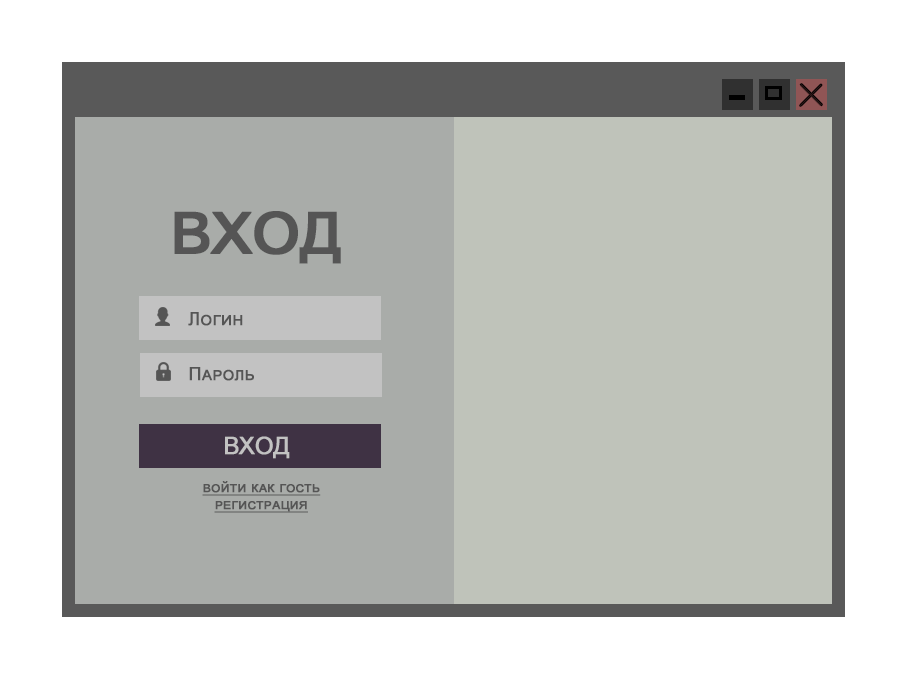 ВХОД
Логин
Пароль
ВХОД
ВОЙТИ КАК ГОСТЬ
РЕГИСТРАЦИЯ